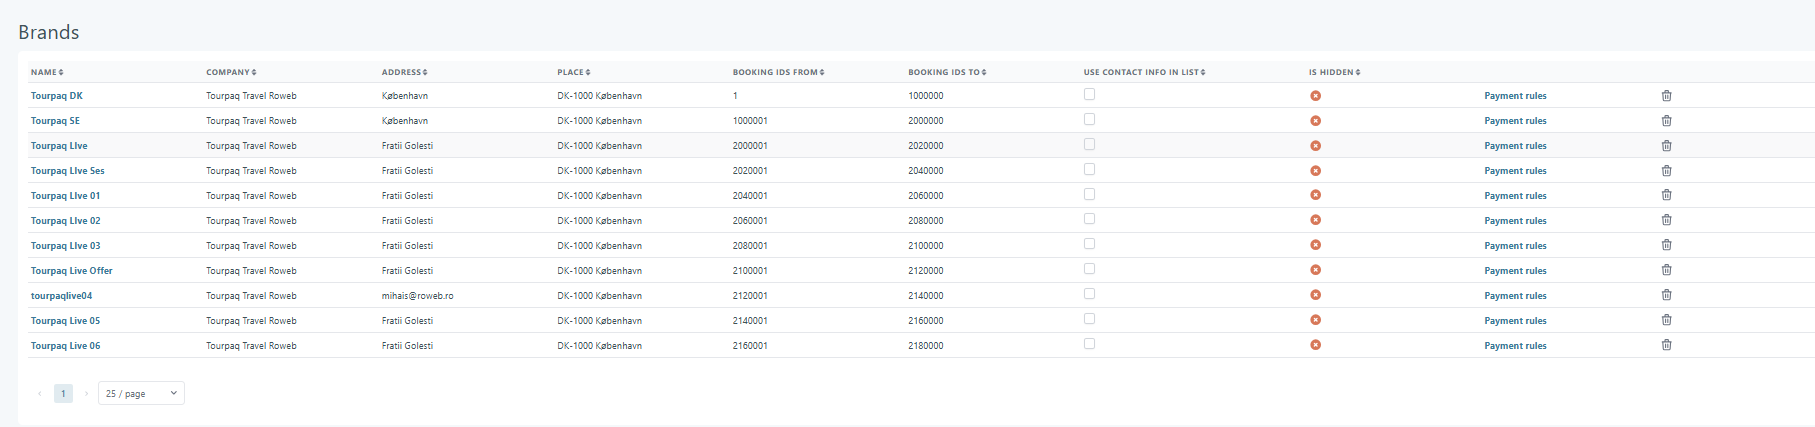 Brands
NAME COMPANY ADDRESS PLACE BOOKING IDS FROM BOOKING IDS TO USE CONTACT INFO IN LIST IS HIDDEN
Tourpaq DK Tourpaq Travel Roweb København DK-1000 København 1 1000000 Payment rules
Tourpaq SE Tourpaq Travel Roweb København DK-1000 København 1000001 2000000 Payment rules
Tourpaq LIve Tourpaq Travel Roweb Fratii Golesti DK-1000 København 2000001 2020000 Payment rules
Tourpaq LIve Ses Tourpaq Travel Roweb Fratii Golesti DK-1000 København 2020001 2040000 Payment rules
Tourpaq LIve 01 Tourpaq Travel Roweb Fratii Golesti DK-1000 København 2040001 2060000 Payment rules
Tourpaq LIve 02 Tourpaq Travel Roweb Fratii Golesti DK-1000 København 2060001 2080000 Payment rules
Tourpaq LIve 03 Tourpaq Travel Roweb Fratii Golesti DK-1000 København 2080001 2100000 Payment rules
Tourpaq Live Offer Tourpaq Travel Roweb Fratii Golesti DK-1000 København 2100001 2120000 Payment rules
tourpaqlive04 Tourpaq Travel Roweb mihais@roweb.ro DK-1000 København 2120001 2140000 Payment rules
Tourpaq Live 05 Tourpaq Travel Roweb Fratii Golesti DK-1000 København 2140001 2160000 Payment rules
Tourpaq Live 06 Tourpaq Travel Roweb Fratii Golesti DK-1000 København 2160001 2180000 Payment rules
1 25 / page